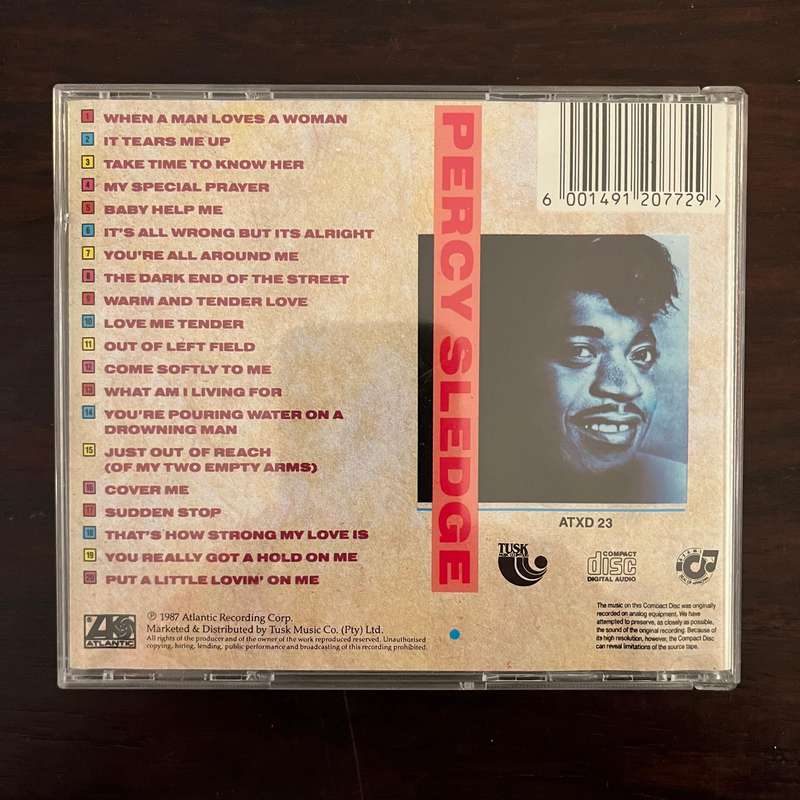 1 WHEN A MAN LOVES A WOMAN
2 IT TEARS ME UP
3 TAKE TIME TO KNOW HER
4 MY SPECIAL PRAYER
5 BABY HELP ME
6 IT'S ALL WRONG BUT ITS ALRIGHT
7 YOU'RE ALL AROUND ME
8 THE DARK END OF THE STREET
9 WARM AND TENDER LOVE
10 LOVE ME TENDER
11 OUT OF LEFT FIELD
12 COME SOFTLY TO ME
13 WHAT AM I LIVING FOR
14 YOU'RE POURING WATER ON A
DROWNING MAN
15 JUST OUT OF REACH
(OF MY TWO EMPTY ARMS)
16 COVER ME
17 SUDDEN STOP
18 THAT'S HOW STRONG MY LOVE IS
19 YOU REALLY GOT A HOLD ON ME
20 PUT A LITTLE LOVIN' ON ME
PERCY SLEDGE
6 001491 207729 >
ATXD 23
TUSK
COMPACT
disc
DIGITAL AUDIO
ATLANTIC
℗ 1987 Atlantic Recording Corp.
Marketed & Distributed by Tusk Music Co. (Pty) Ltd.
All rights of the producer and of the owner of the work reproduced reserved. Unauthorised
copying, hiring, lending, public performance and broadcasting of this recording prohibited.
The music on this Compact Disc was originally
recorded on analog equipment. We have
attempted to preserve, as closely as possible,
the sound of the original recording. Because of
its high resolution, however, the Compact Disc
can reveal limitations of the source tape.